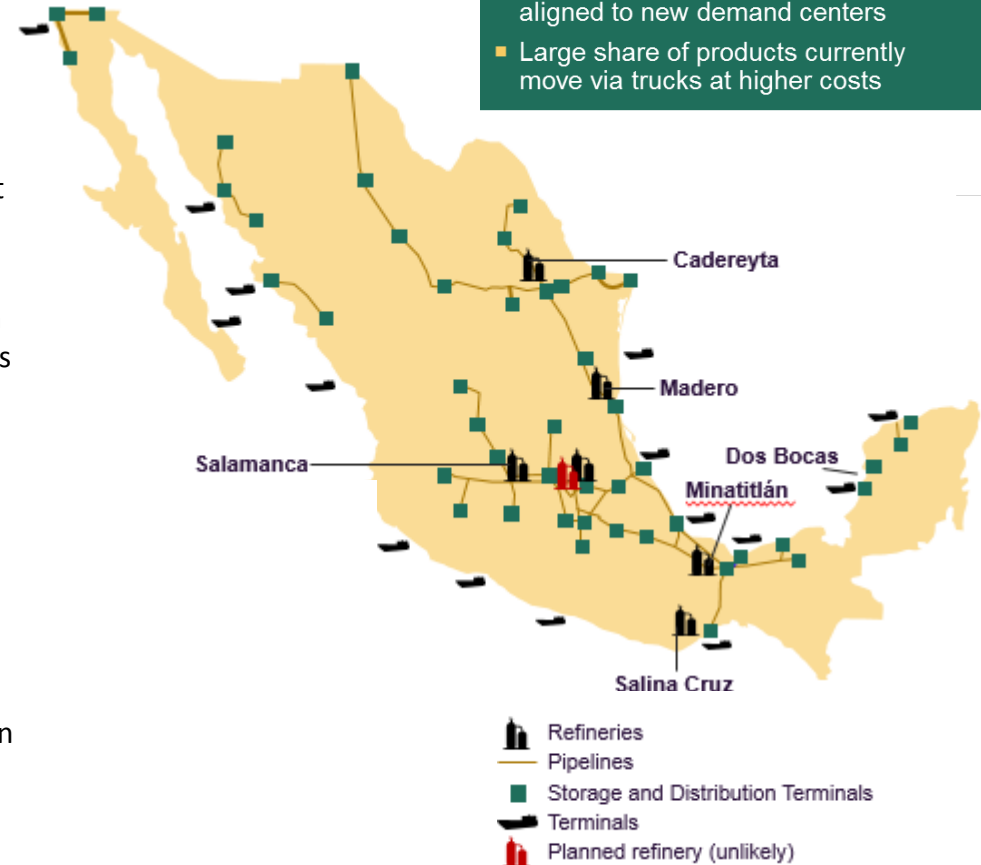 aligned to new demand centers
Large share of products currently
move via trucks at higher costs
t
s
n
Cadereyta
Madero
Salamanca
Dos Bocas
Minatitlán
Salina Cruz
Refineries
Pipelines
Storage and Distribution Terminals
Terminals
Planned refinery (unlikely)